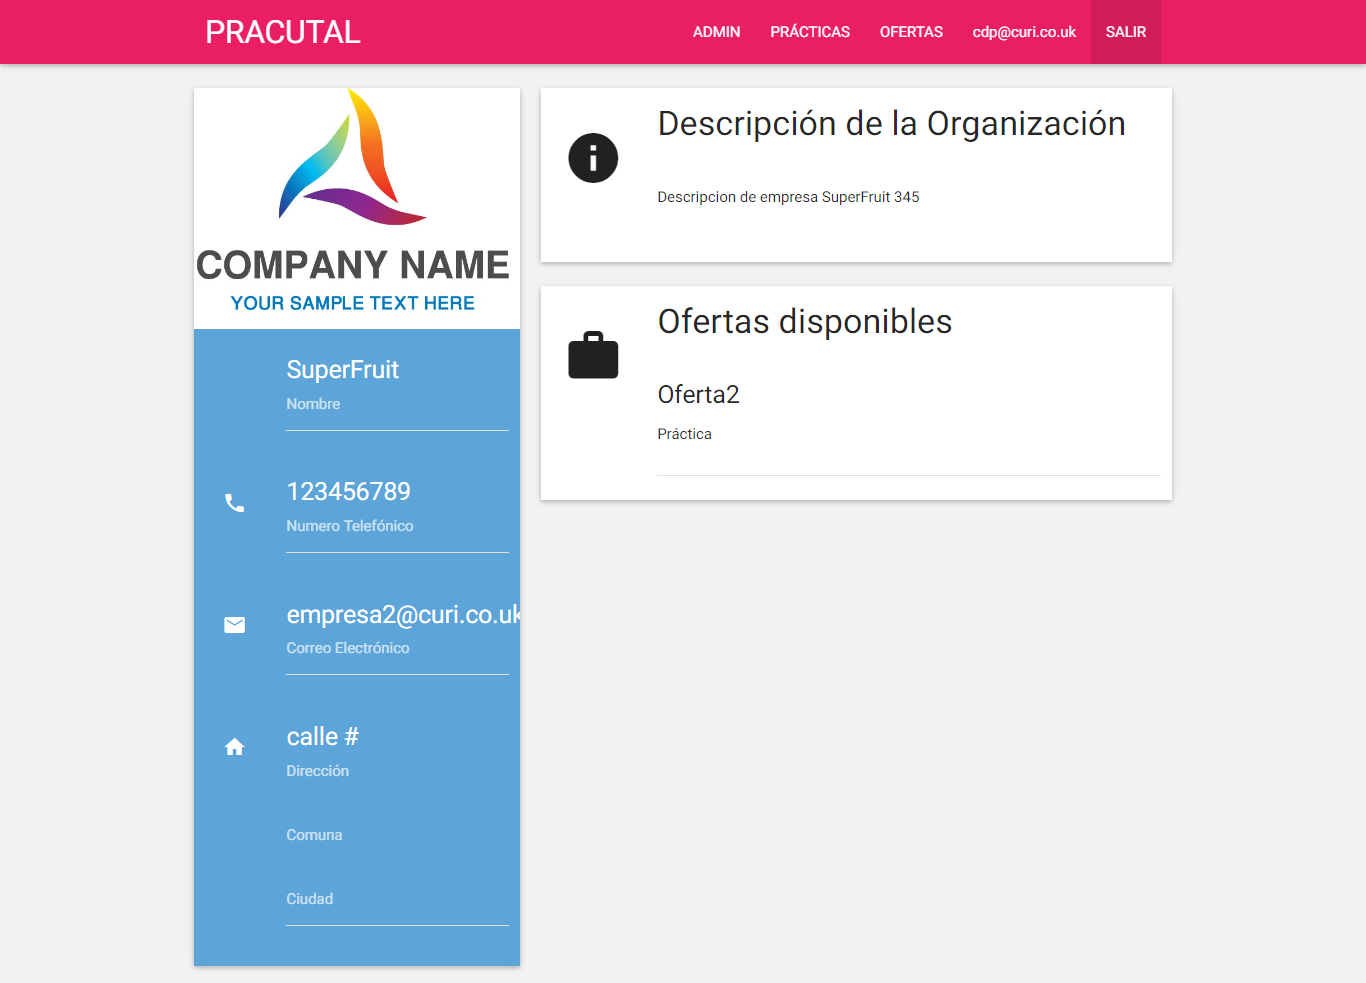 PRACUTAL
ADMIN PRÁCTICAS OFERTAS cdp@curi.co.uk SALIR
COMPANY NAME
YOUR SAMPLE TEXT HERE
SuperFruit
Nombre
123456789
Numero Telefónico
empresa2@curi.co.uk
Correo Electrónico
calle #
Dirección
Comuna
Ciudad
Descripción de la Organización
Descripcion de empresa SuperFruit 345
Ofertas disponibles
Oferta2
Práctica